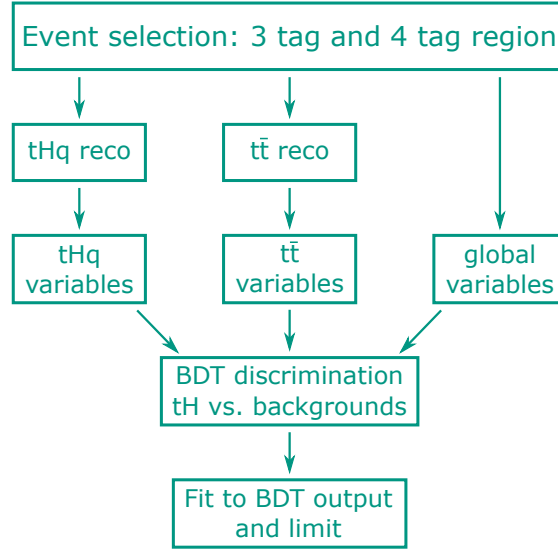 Event selection: 3 tag and 4 tag region
tHq reco
tt̄ reco
tHq
variables
tt̄
variables
global
variables
BDT discrimination
tH vs. backgrounds
Fit to BDT output
and limit